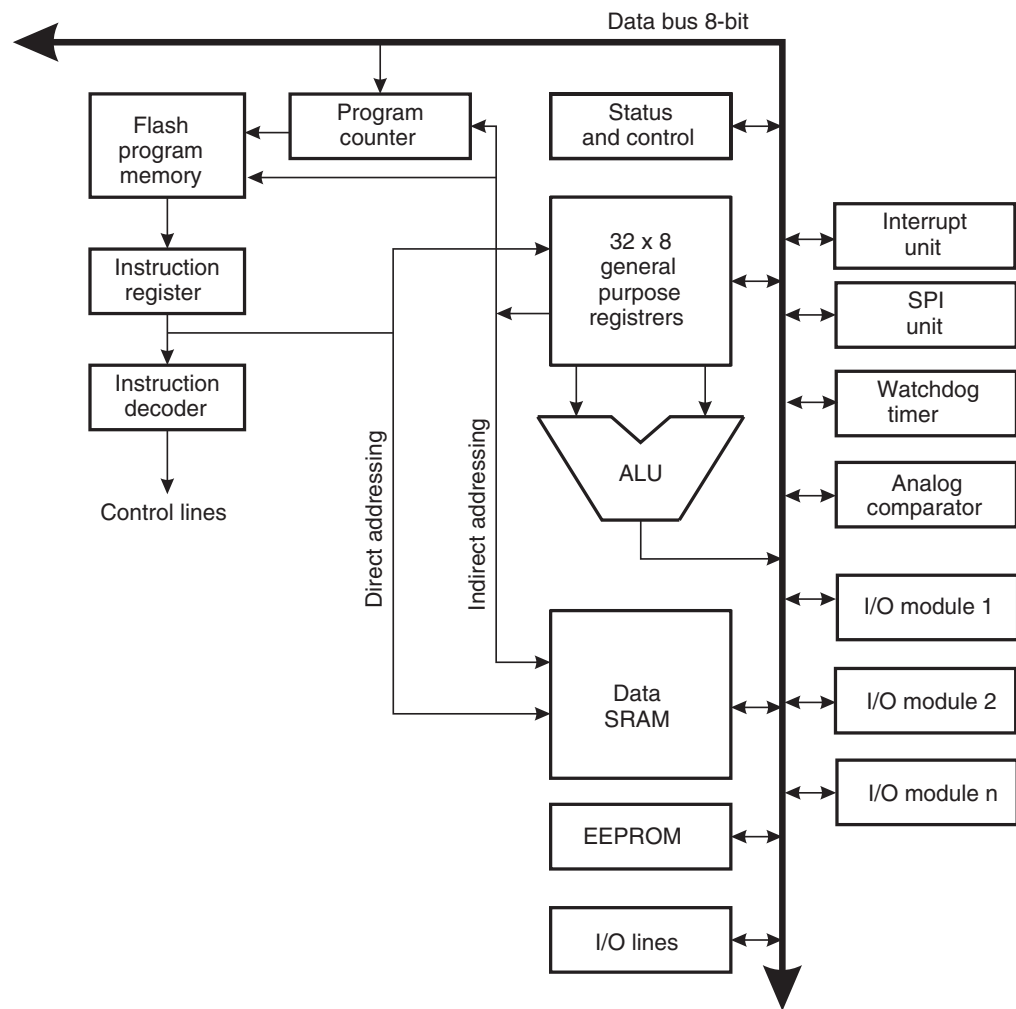 Data bus 8-bit
Flash
program
memory
Program
counter
Status
and control
Instruction
register
32 x 8
general
purpose
registrers
Interrupt
unit
SPI
unit
Instruction
decoder
Watchdog
timer
Control lines
Direct addressing
Indirect addressing
ALU
Analog
comparator
I/O module 1
Data
SRAM
I/O module 2
I/O module n
EEPROM
I/O lines